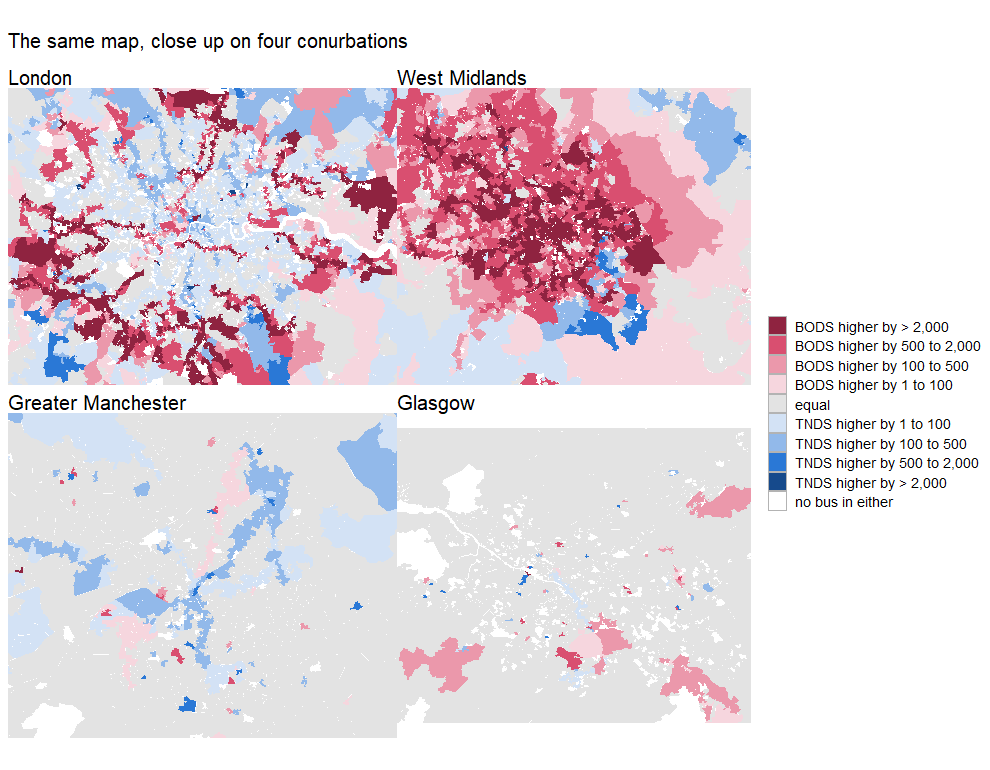 The same map, close up on four conurbations
London
West Midlands
Greater Manchester
Glasgow
BODS higher by > 2,000
BODS higher by 500 to 2,000
BODS higher by 100 to 500
BODS higher by 1 to 100
equal
TNDS higher by 1 to 100
TNDS higher by 100 to 500
TNDS higher by 500 to 2,000
TNDS higher by > 2,000
no bus in either